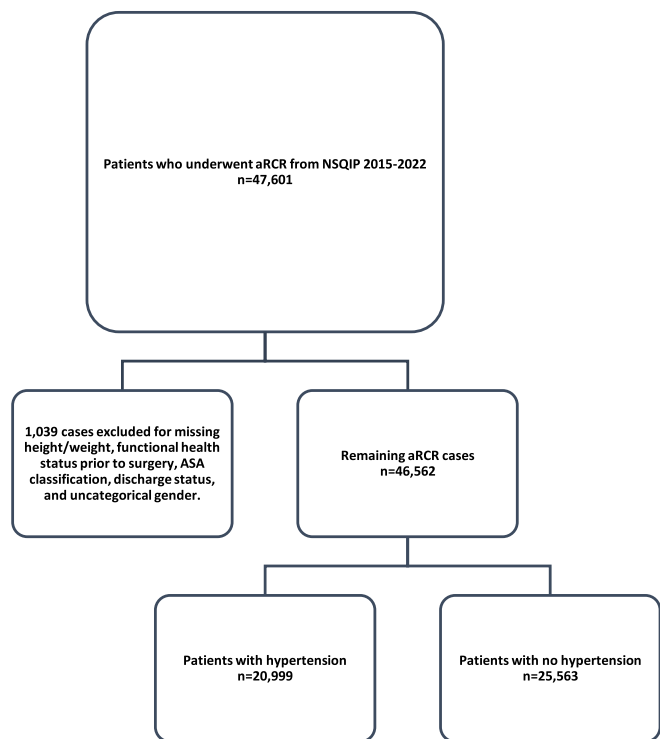 Patients who underwent aRCR from NSQIP 2015-2022
n=47,601
1,039 cases excluded for missing
height/weight, functional health
status prior to surgery, ASA
classification, discharge status,
and uncategorical gender.
Remaining aRCR cases
n=46,562
Patients with hypertension
n=20,999
Patients with no hypertension
n=25,563